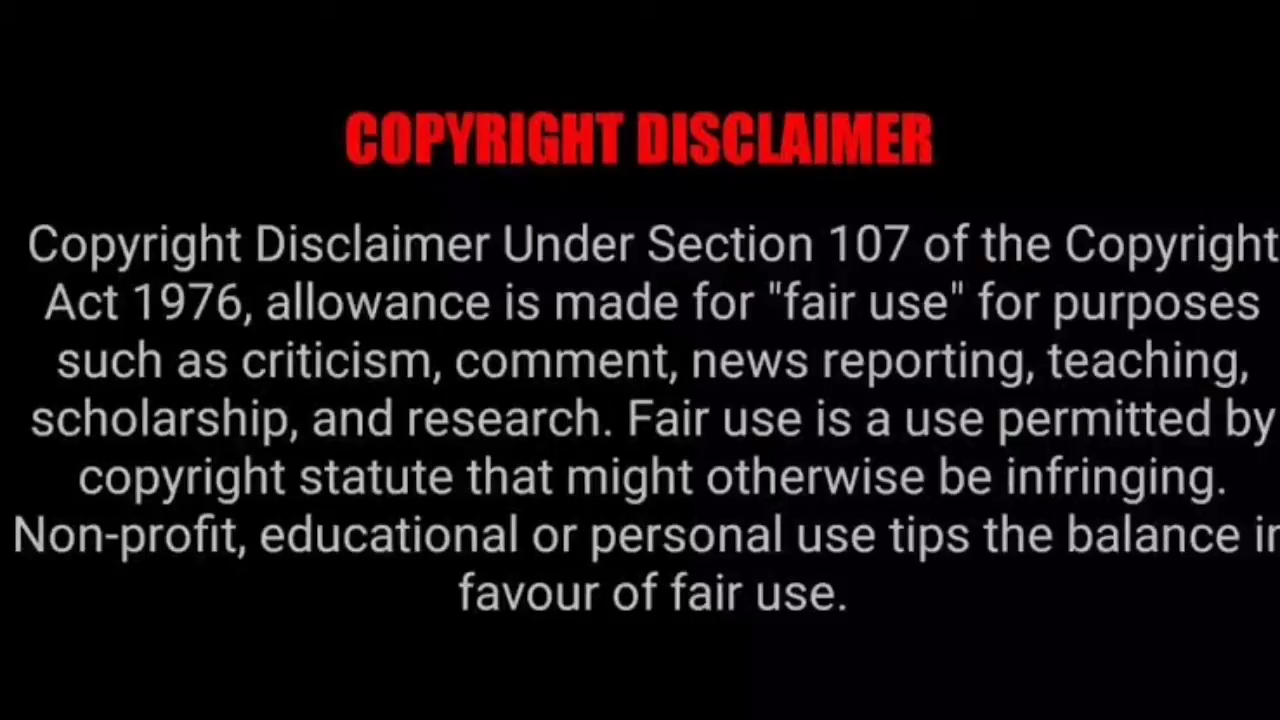 COPYRIGHT DISCLAIMER
Copyright Disclaimer Under Section 107 of the Copyright
Act 1976, allowance is made for "fair use" for purposes
such as criticism, comment, news reporting, teaching,
scholarship, and research. Fair use is a use permitted by
copyright statute that might otherwise be infringing.
Non-profit, educational or personal use tips the balance in
favour of fair use.